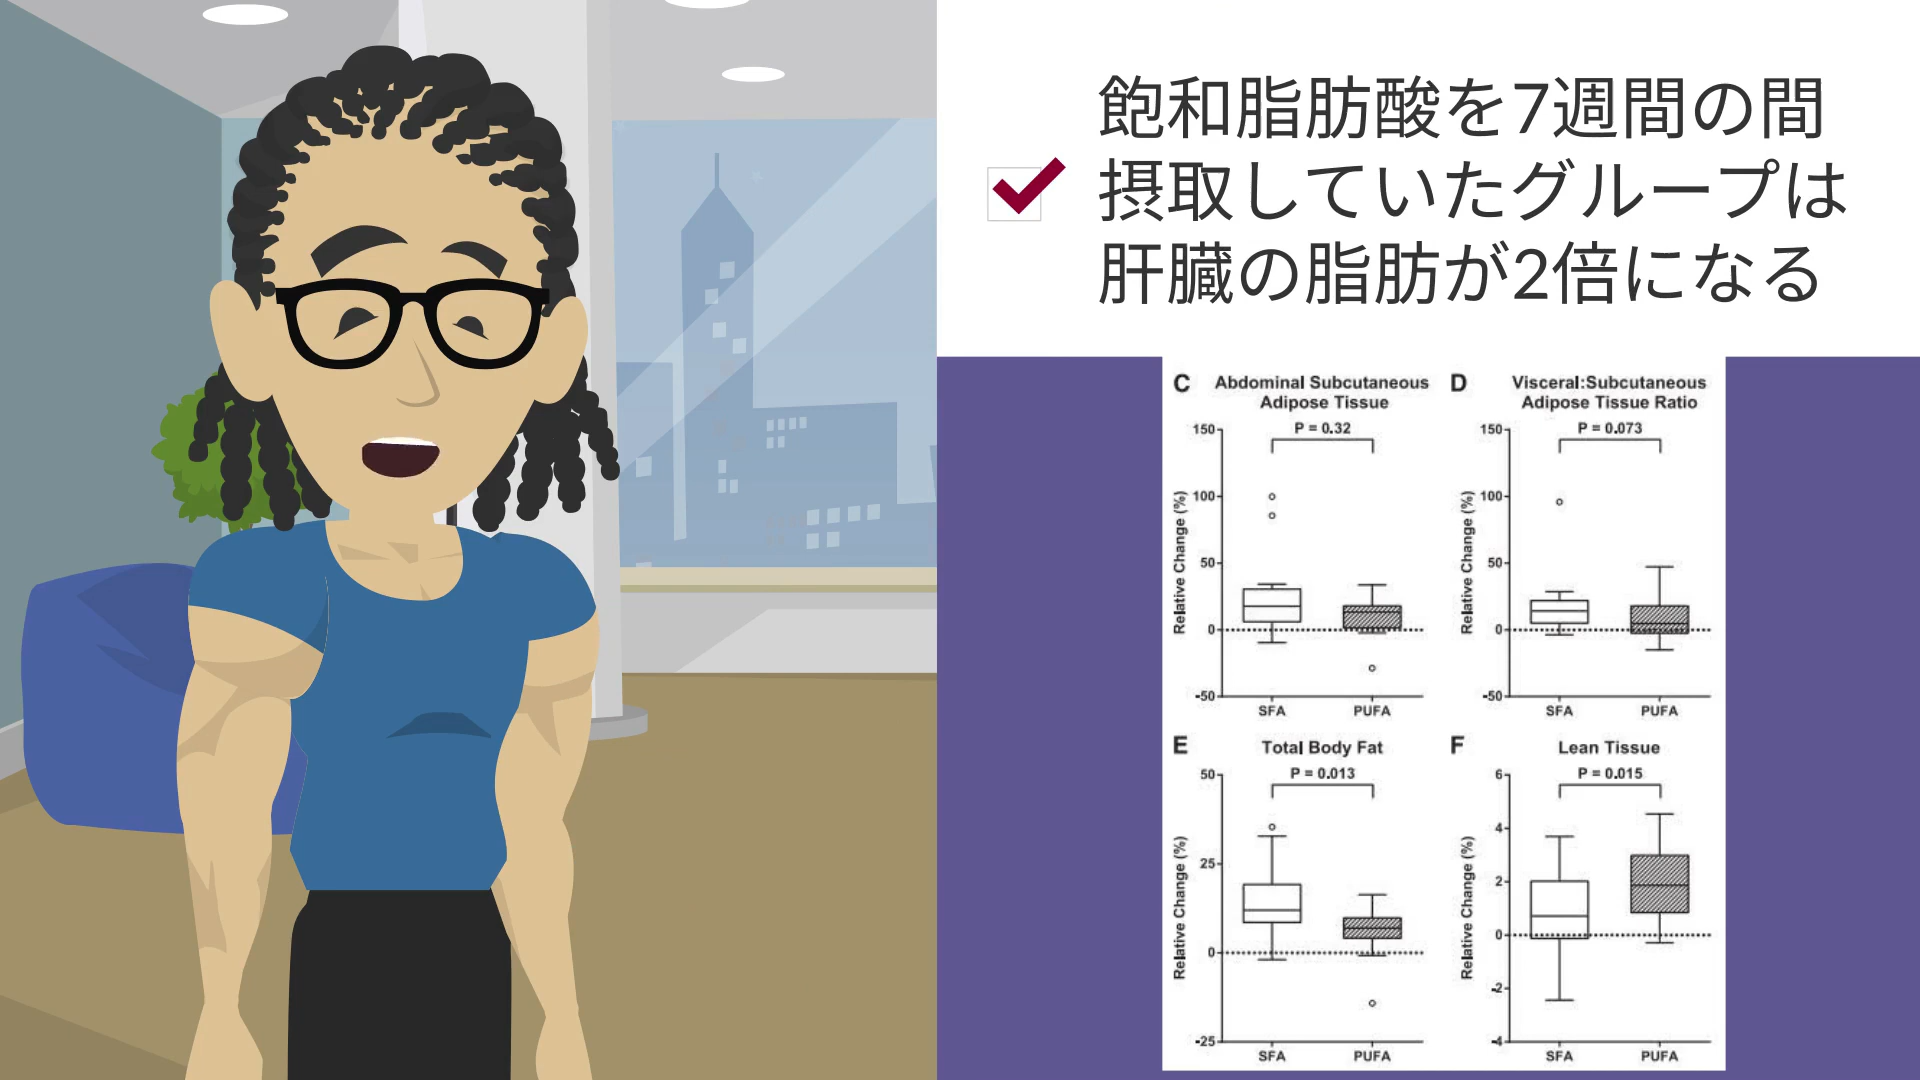 飽和脂肪酸を7週間の間
摂取していたグループは
肝臓の脂肪が2倍になる
C Abdominal Subcutaneous
Adipose Tissue
P = 0.32
150
100
50
0
-50
Relative Change (%)
SFA PUFA
D Visceral:Subcutaneous
Adipose Tissue Ratio
P = 0.073
150
100
50
0
-50
Relative Change (%)
SFA PUFA
E Total Body Fat
P = 0.013
50
25
0
-25
Relative Change (%)
SFA PUFA
F Lean Tissue
P = 0.015
6
4
2
0
-2
-4
Relative Change (%)
SFA PUFA